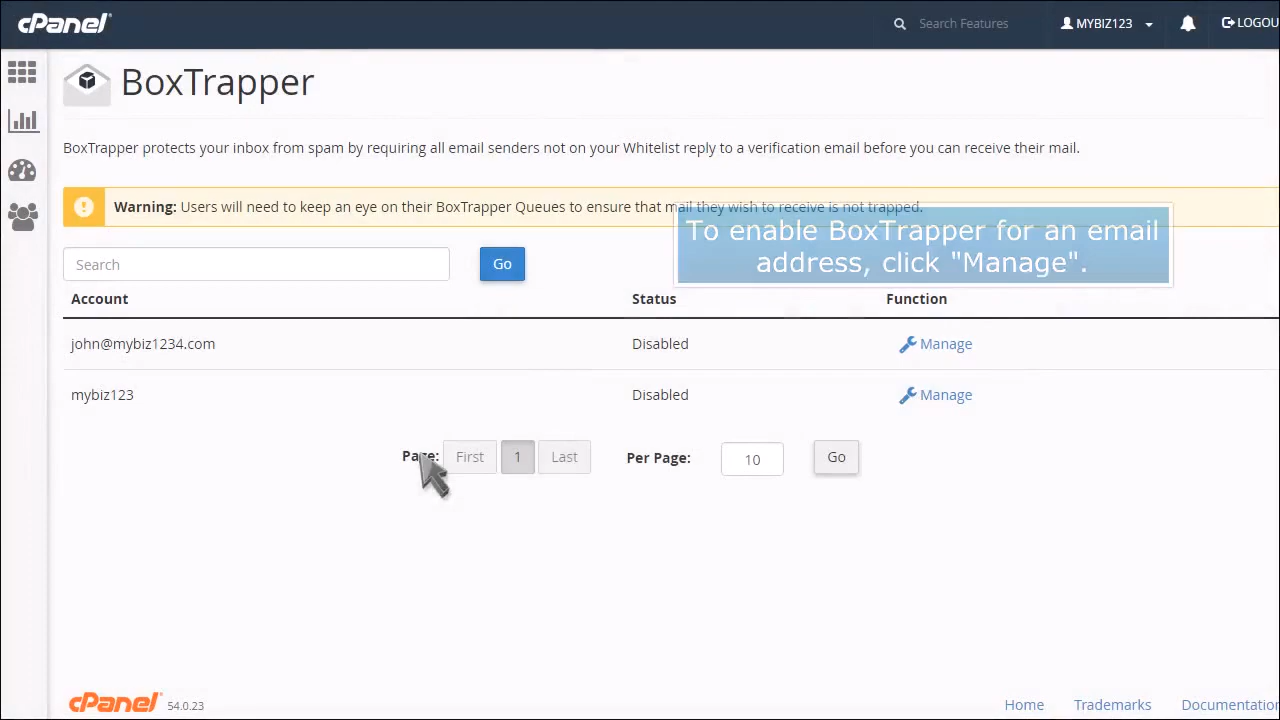 cPanel®
Search Features
MYBIZ123
LOGOU
BoxTrapper
BoxTrapper protects your inbox from spam by requiring all email senders not on your Whitelist reply to a verification email before you can receive their mail.
Warning: Users will need to keep an eye on their BoxTrapper Queues to ensure that mail they wish to receive is not trapped.
To enable BoxTrapper for an email
address, click "Manage".
Search
Go
Account Status Function
john@mybiz1234.com Disabled Manage
mybiz123 Disabled Manage
Page: First 1 Last Per Page: 10 Go
cPanel® 54.0.23
Home Trademarks Documentation